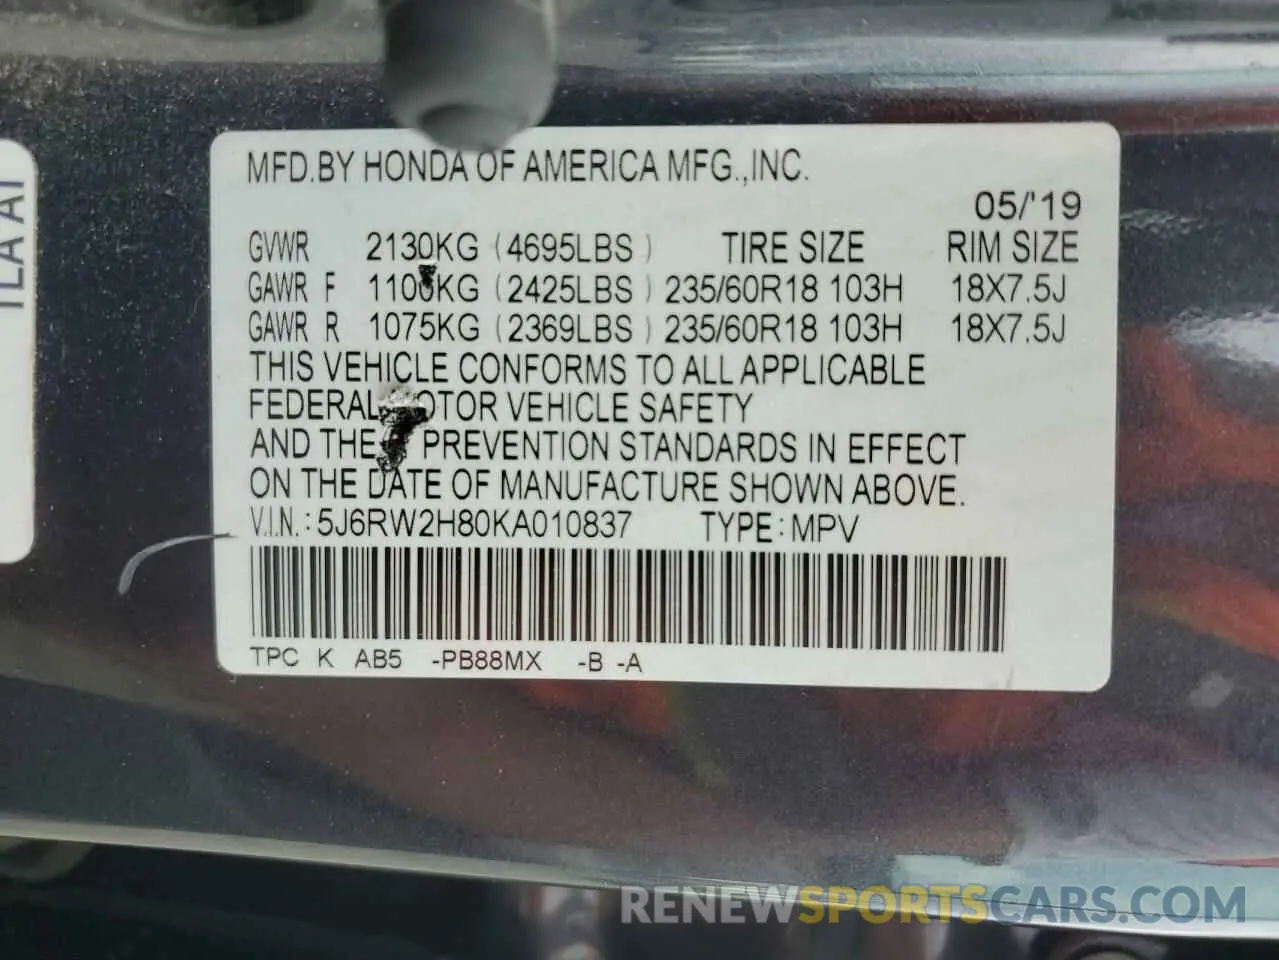 MFD.BY HONDA OF AMERICA MFG.,INC.
05/'19
GVWR 2130KG (4695LBS) TIRE SIZE RIM SIZE
GAWR F 1100KG (2425LBS) 235/60R18 103H 18X7.5J
GAWR R 1075KG (2369LBS) 235/60R18 103H 18X7.5J
THIS VEHICLE CONFORMS TO ALL APPLICABLE
FEDERAL MOTOR VEHICLE SAFETY
AND THEFT PREVENTION STANDARDS IN EFFECT
ON THE DATE OF MANUFACTURE SHOWN ABOVE.
V.I.N.: 5J6RW2H80KA010837 TYPE: MPV
TPC K AB5 -PB88MX -B -A
RENEWSPORTSCARS.COM